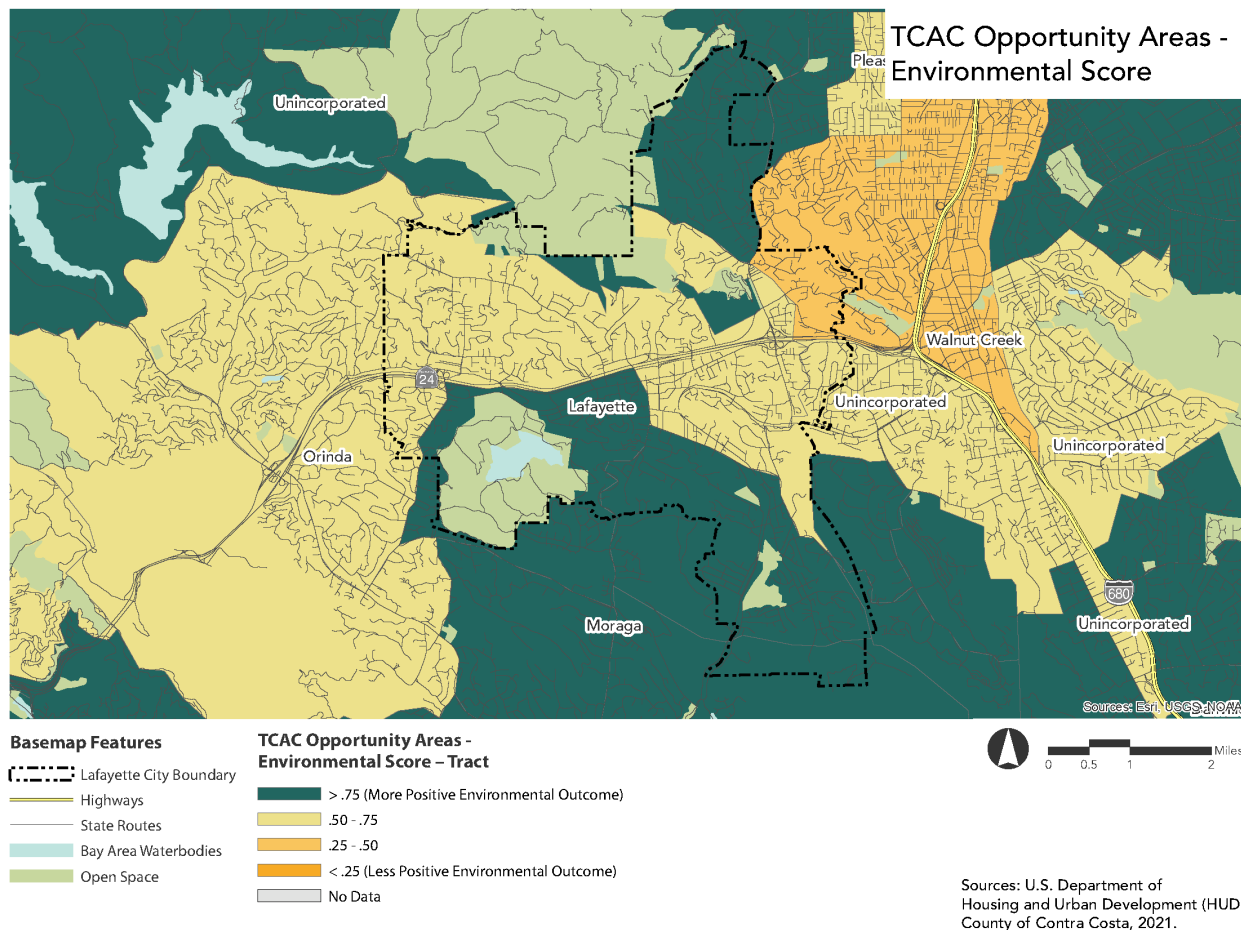 TCAC Opportunity Areas -
Environmental Score
Unincorporated
Walnut Creek
24
Lafayette
Unincorporated
Orinda
Unincorporated
680
Moraga
Unincorporated
Sources: Esri, USGS, NOAA
Basemap Features
Lafayette City Boundary
Highways
State Routes
Bay Area Waterbodies
Open Space
TCAC Opportunity Areas -
Environmental Score – Tract
> .75 (More Positive Environmental Outcome)
.50 - .75
.25 - .50
< .25 (Less Positive Environmental Outcome)
No Data
0 0.5 1 2 Miles
Sources: U.S. Department of
Housing and Urban Development (HUD
County of Contra Costa, 2021.